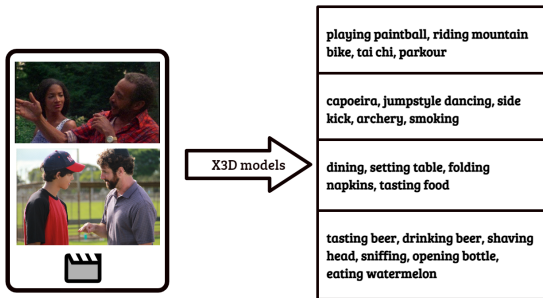 X3D models
playing paintball, riding mountain
bike, tai chi, parkour
capoeira, jumpstyle dancing, side
kick, archery, smoking
dining, setting table, folding
napkins, tasting food
tasting beer, drinking beer, shaving
head, sniffing, opening bottle,
eating watermelon